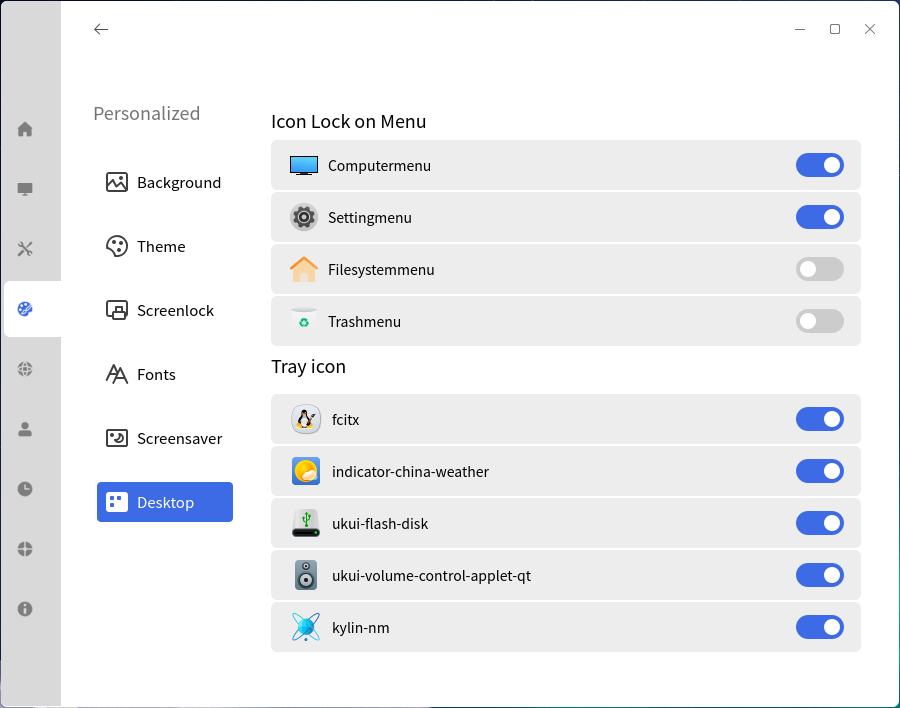 Personalized
Background
Theme
Screenlock
Fonts
Screensaver
Desktop
Icon Lock on Menu
Computermenu
Settingmenu
Filesystemmenu
Trashmenu
Tray icon
fcitx
indicator-china-weather
ukui-flash-disk
ukui-volume-control-applet-qt
kylin-nm